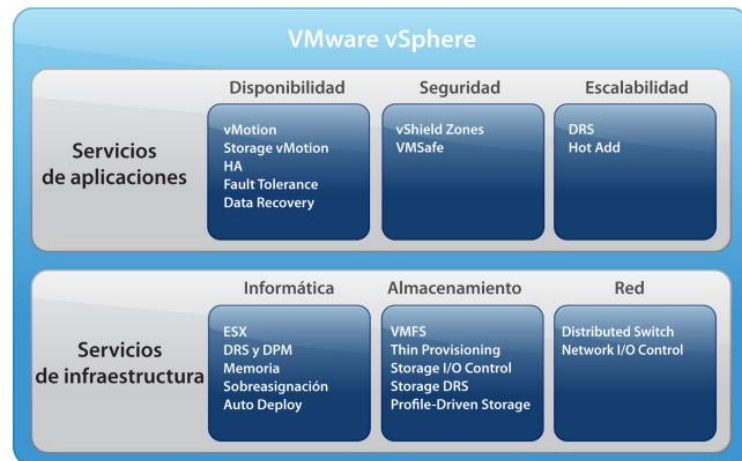 VMware vSphere
Servicios
de aplicaciones
Disponibilidad
vMotion
Storage vMotion
HA
Fault Tolerance
Data Recovery
Seguridad
vShield Zones
VMSafe
Escalabilidad
DRS
Hot Add
Servicios
de infraestructura
Informática
ESX
DRS y DPM
Memoria
Sobreasignación
Auto Deploy
Almacenamiento
VMFS
Thin Provisioning
Storage I/O Control
Storage DRS
Profile-Driven Storage
Red
Distributed Switch
Network I/O Control